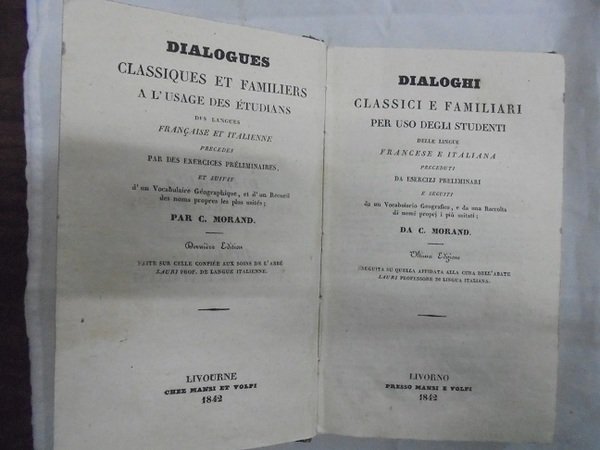 DIALOGUES
CLASSIQUES ET FAMILIERS
A L'USAGE DES ÉTUDIANS
DES LANGUES
FRANÇAISE ET ITALIENNE
PRECEDES
PAR DES EXERCICES PRÉLIMINAIRES,
ET SUIVIS
d'un Vocabulaire Géographique, et d'un Recueil
des noms propres les plus usités;
PAR C. MORAND.
Dernière Edition
FAITE SUR CELLE CONFIÉE AUX SOINS DE L'ABBÉ
LAURI PROF. DE LANGUE ITALIENNE.
LIVOURNE
CHEZ MANSI ET VOLPI
1842
DIALOGHI
CLASSICI E FAMILIARI
PER USO DEGLI STUDENTI
DELLE LINGUE
FRANCESE E ITALIANA
PRECEDUTI
DA ESERCIZJ PRELIMINARI
E SEGUITI
da un Vocabolario Geografico, e da una Raccolta
di nomi proprj i più usitati;
DA C. MORAND.
Ultima Edizione
ESEGUITA SU QUELLA AFFIDATA ALLA CURA DELL'ABATE
LAURI PROFESSORE DI LINGUA ITALIANA.
LIVORNO
PRESSO MANSI E VOLPI
1842